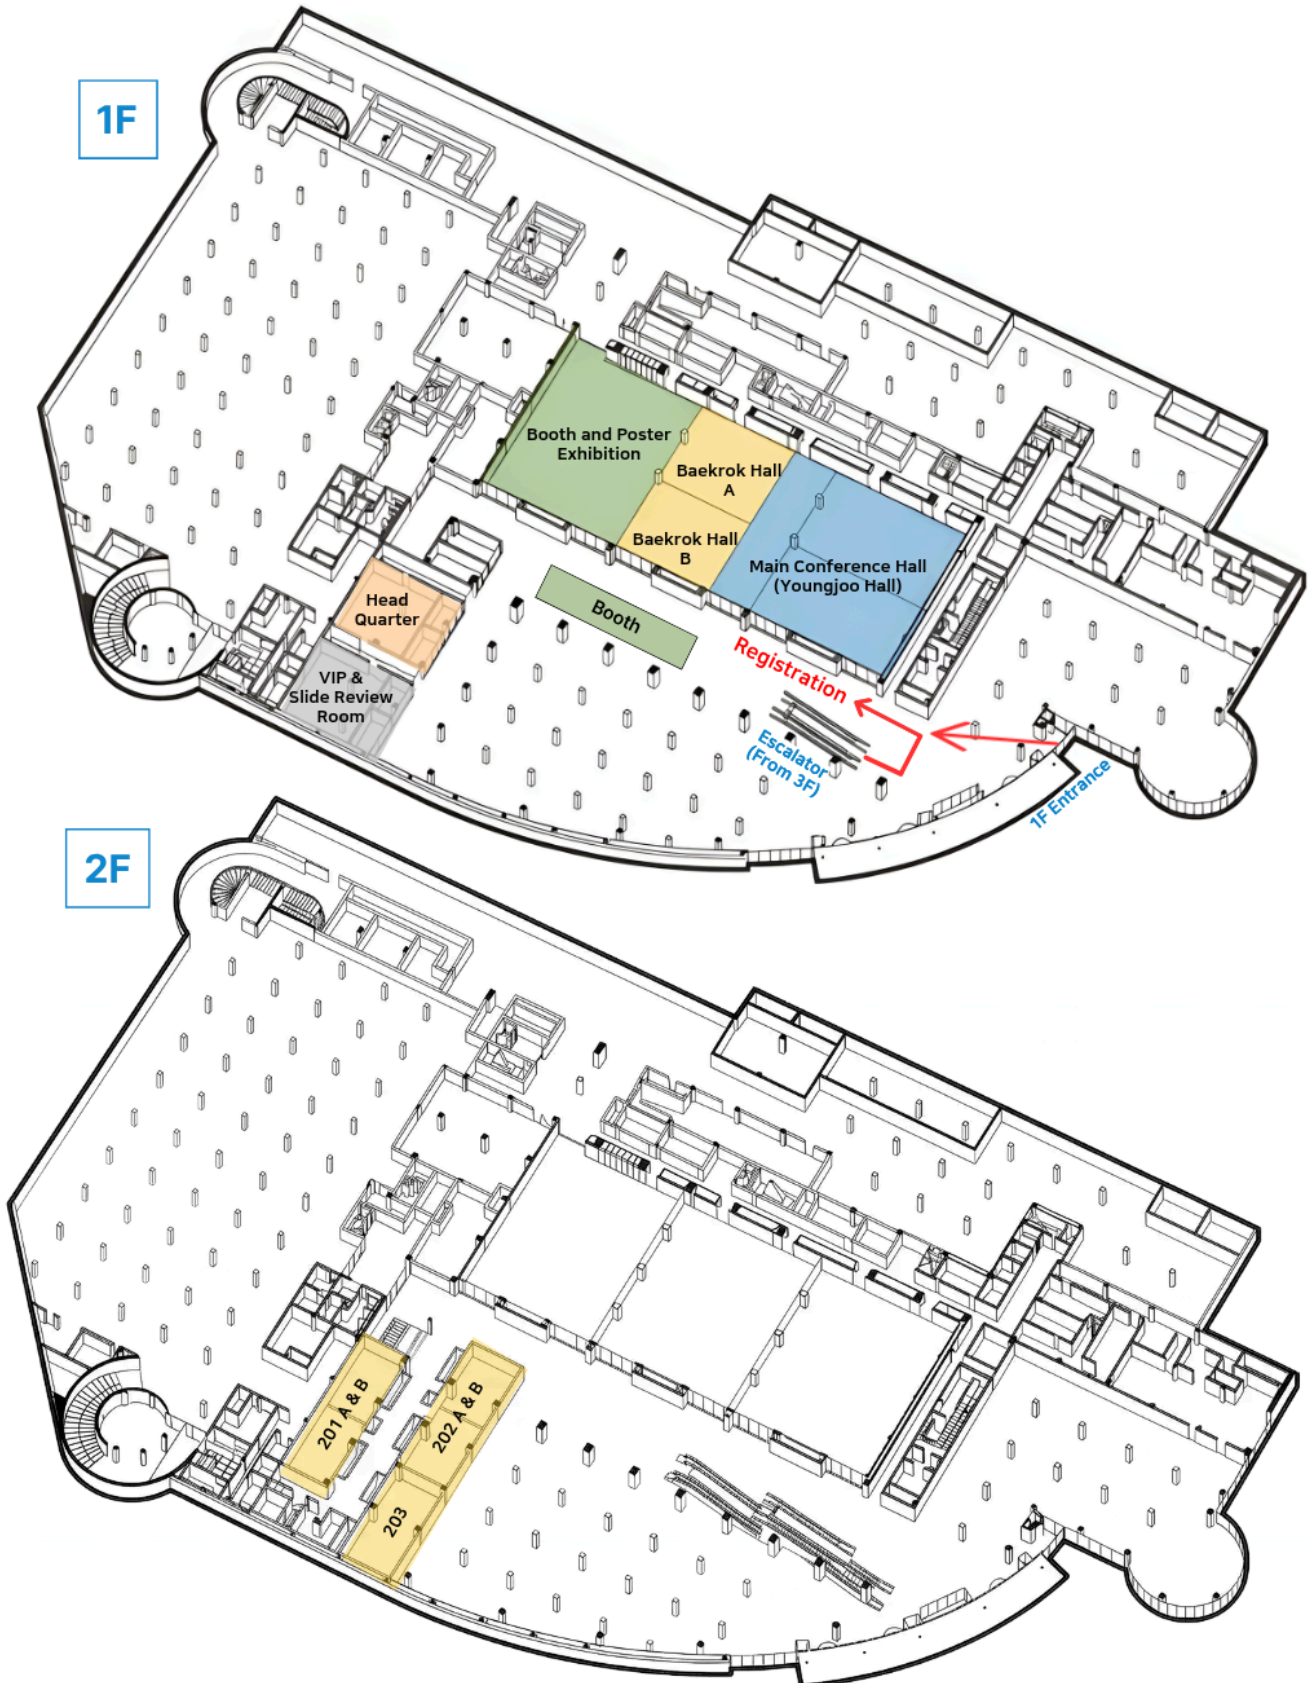 1F
Booth and Poster
Exhibition
Baekrok Hall
A
Baekrok Hall
B
Main Conference Hall
(Youngjoo Hall)
Head
Quarter
Booth
Registration
VIP &
Slide Review
Room
Escalator
(From 3F)
1F Entrance
2F
201 A & B
202 A & B
203